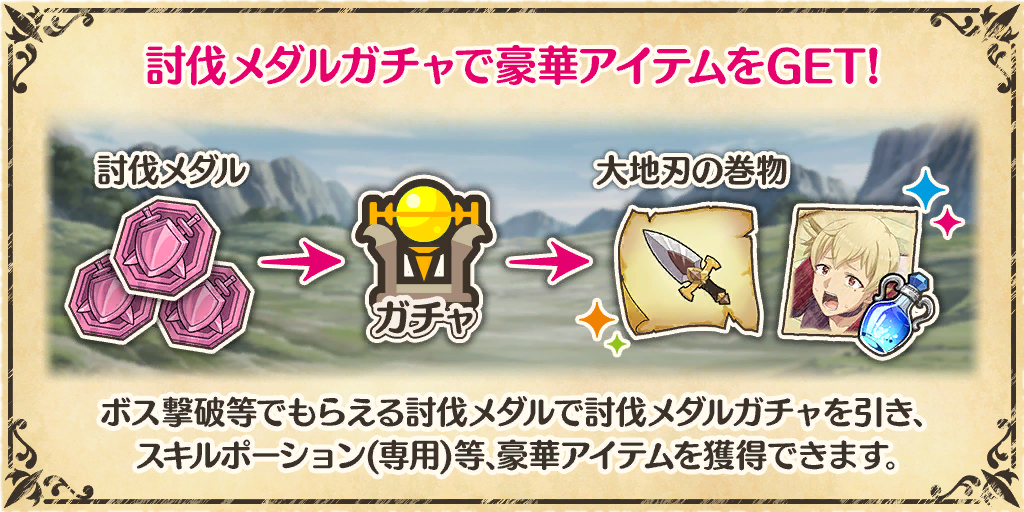 討伐メダルガチャで豪華アイテムをGET!
討伐メダル
大地刃の巻物
ガチャ
ボス撃破等でもらえる討伐メダルで討伐メダルガチャを引き、
スキルポーション(専用)等、豪華アイテムを獲得できます。